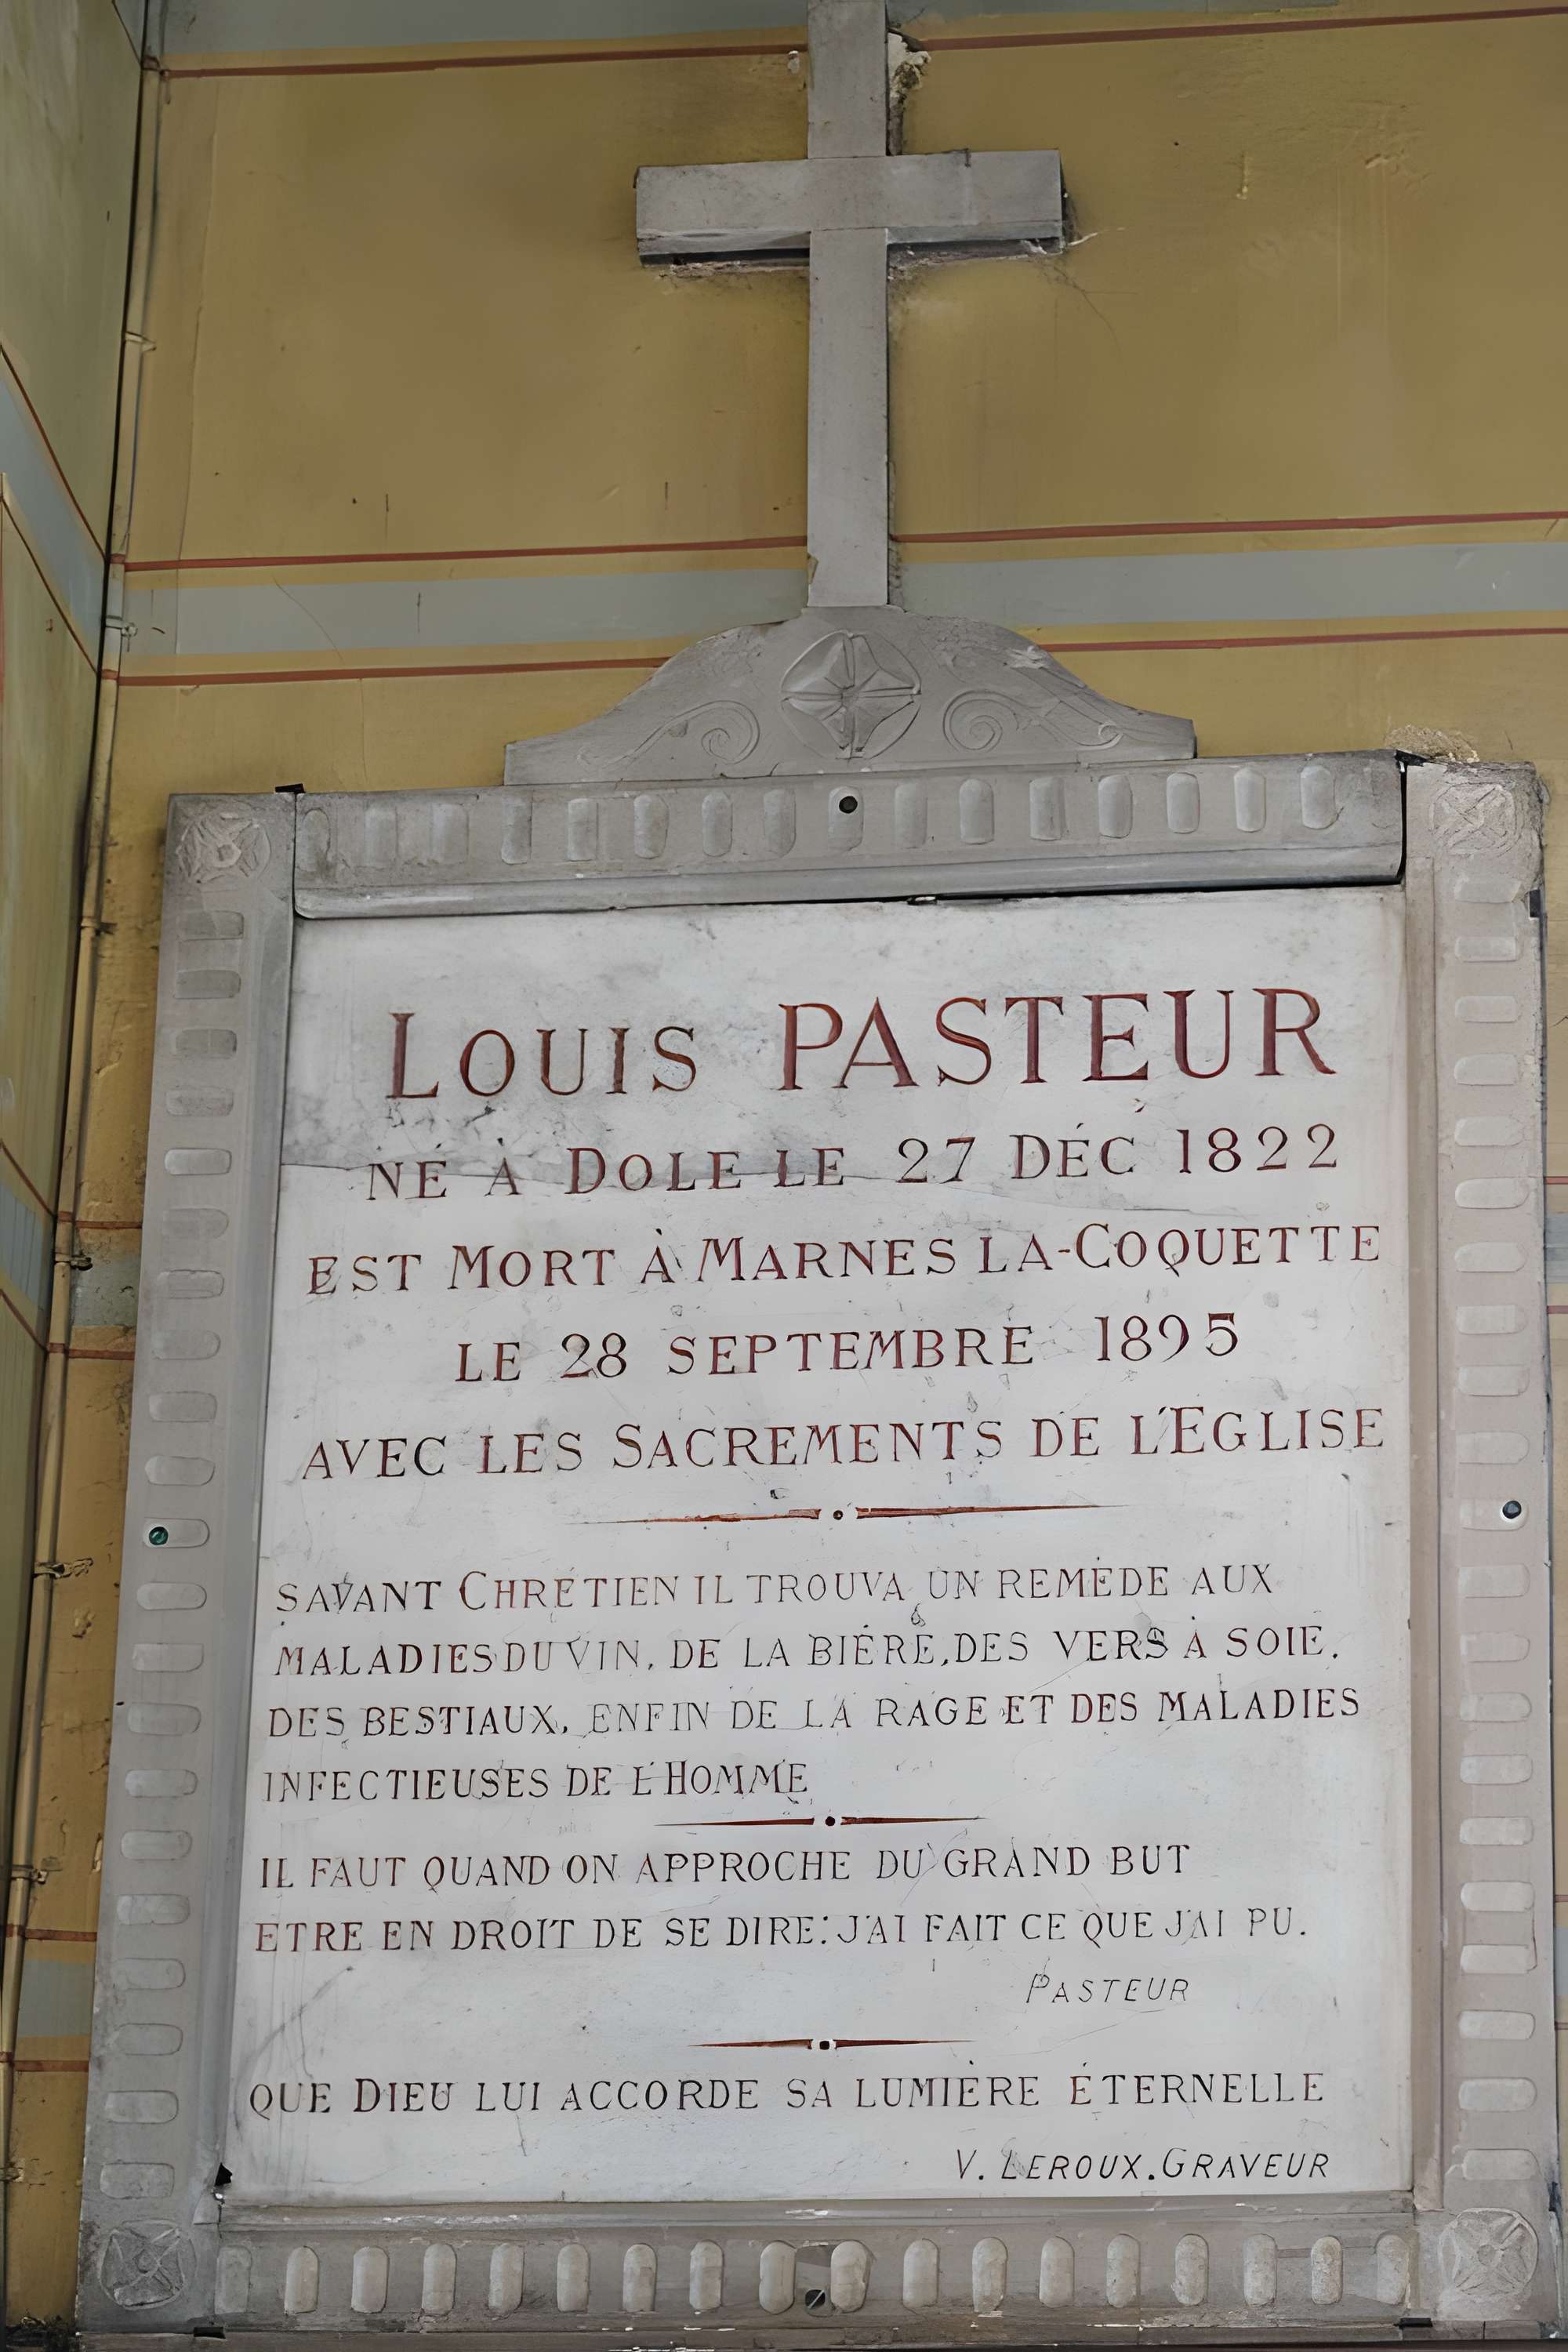 LOUIS PASTEUR
NÉ À DOLE LE 27 DÉC 1822
EST MORT À MARNES LA-COQUETTE
LE 28 SEPTEMBRE 1895
AVEC LES SACREMENTS DE L'EGLISE
SAVANT CHRÉTIEN IL TROUVA UN REMÈDE AUX
MALADIES DU VIN, DE LA BIÉRE, DES VERS À SOIE.
DES BESTIAUX, ENFIN DE LA RAGE ET DES MALADIES
INFECTIEUSES DE L'HOMME
IL FAUT QUAND ON APPROCHE DU GRAND BUT
ETRE EN DROIT DE SE DIRE: J'AI FAIT CE QUE J'AI PU.
PASTEUR
QUE DIEU LUI ACCORDE SA LUMIÈRE ÉTERNELLE
V. LEROUX. GRAVEUR